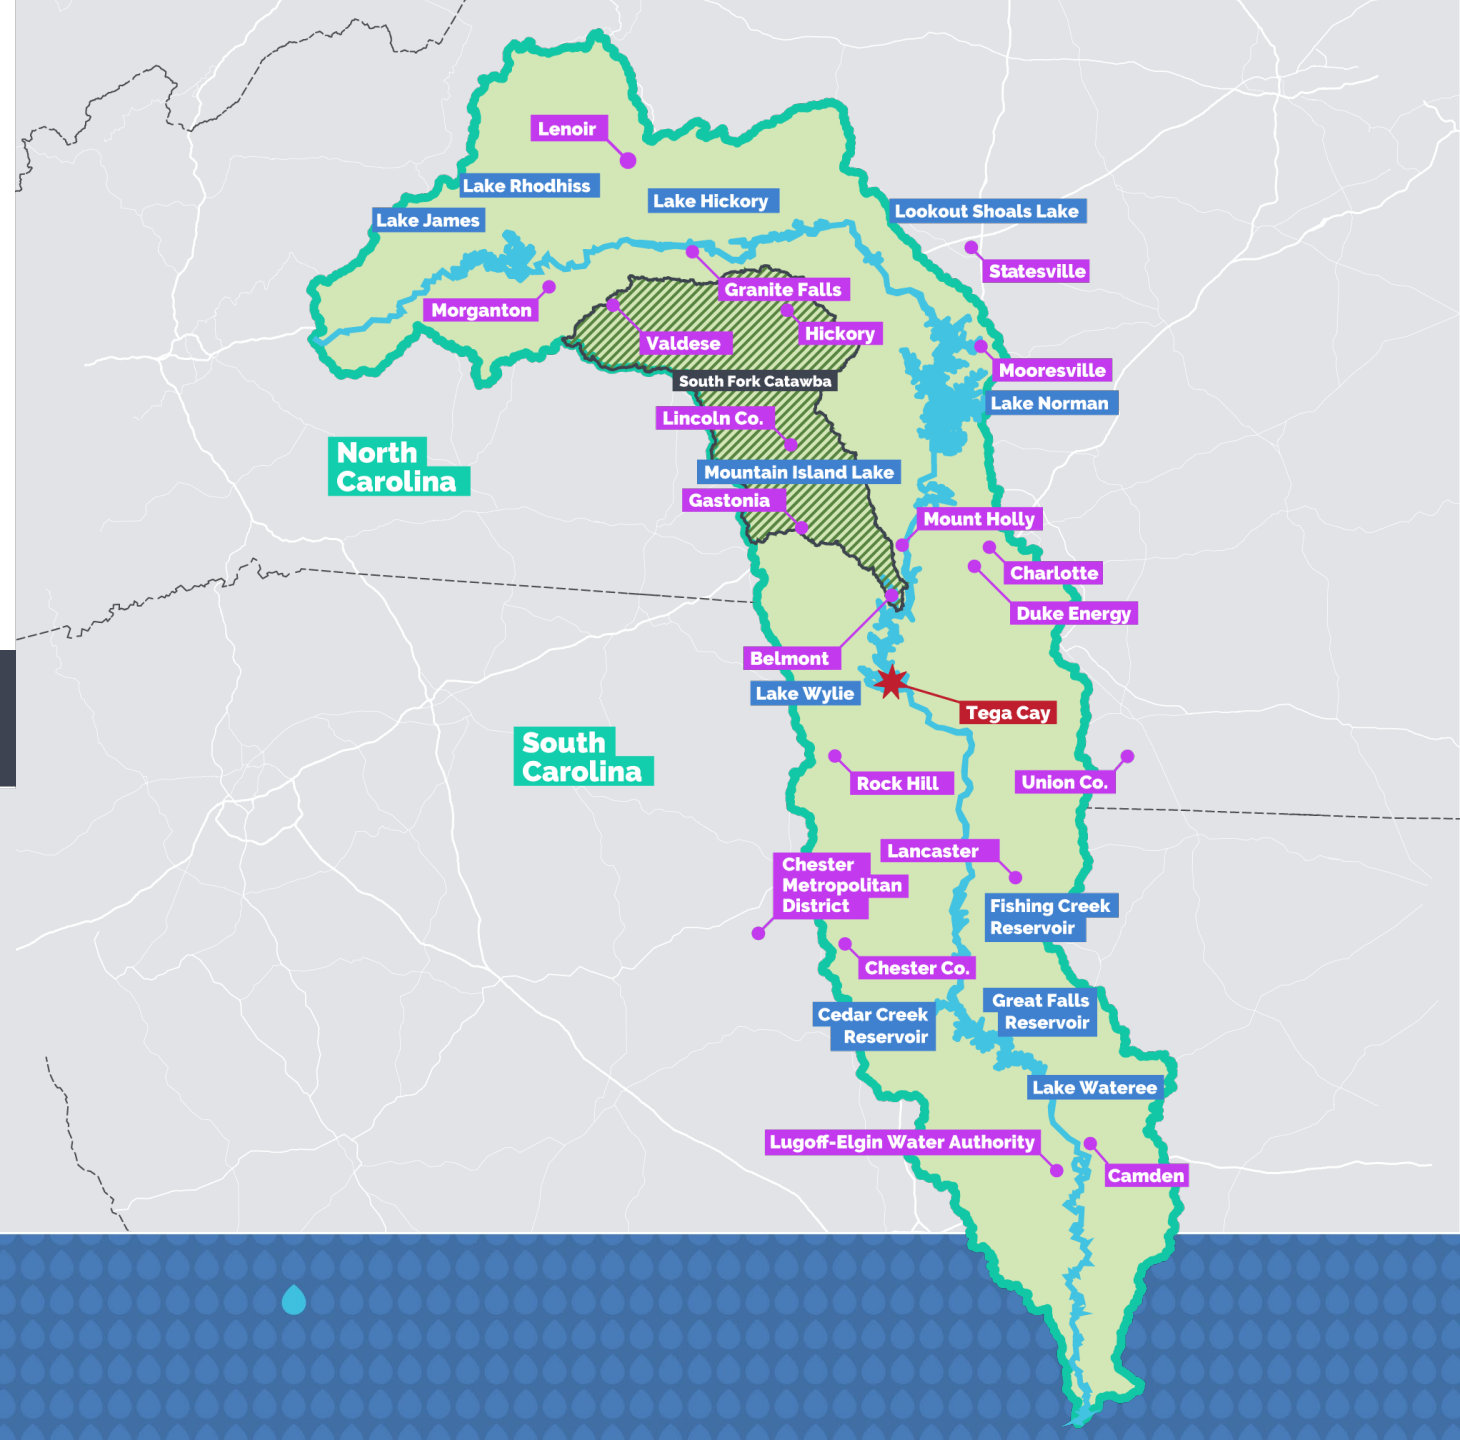 Lenoir
Lake Rhodhiss
Lake Hickory
Lookout Shoals Lake
Lake James
Statesville
Granite Falls
Morganton
Hickory
Valdese
Mooresville
South Fork Catawba
Lake Norman
Lincoln Co.
North
Carolina
Mountain Island Lake
Gastonia
Mount Holly
Charlotte
Duke Energy
Belmont
Lake Wylie
Tega Cay
South
Carolina
Rock Hill
Union Co.
Lancaster
Chester
Metropolitan
District
Fishing Creek
Reservoir
Chester Co.
Great Falls
Reservoir
Cedar Creek
Reservoir
Lake Wateree
Lugoff-Elgin Water Authority
Camden